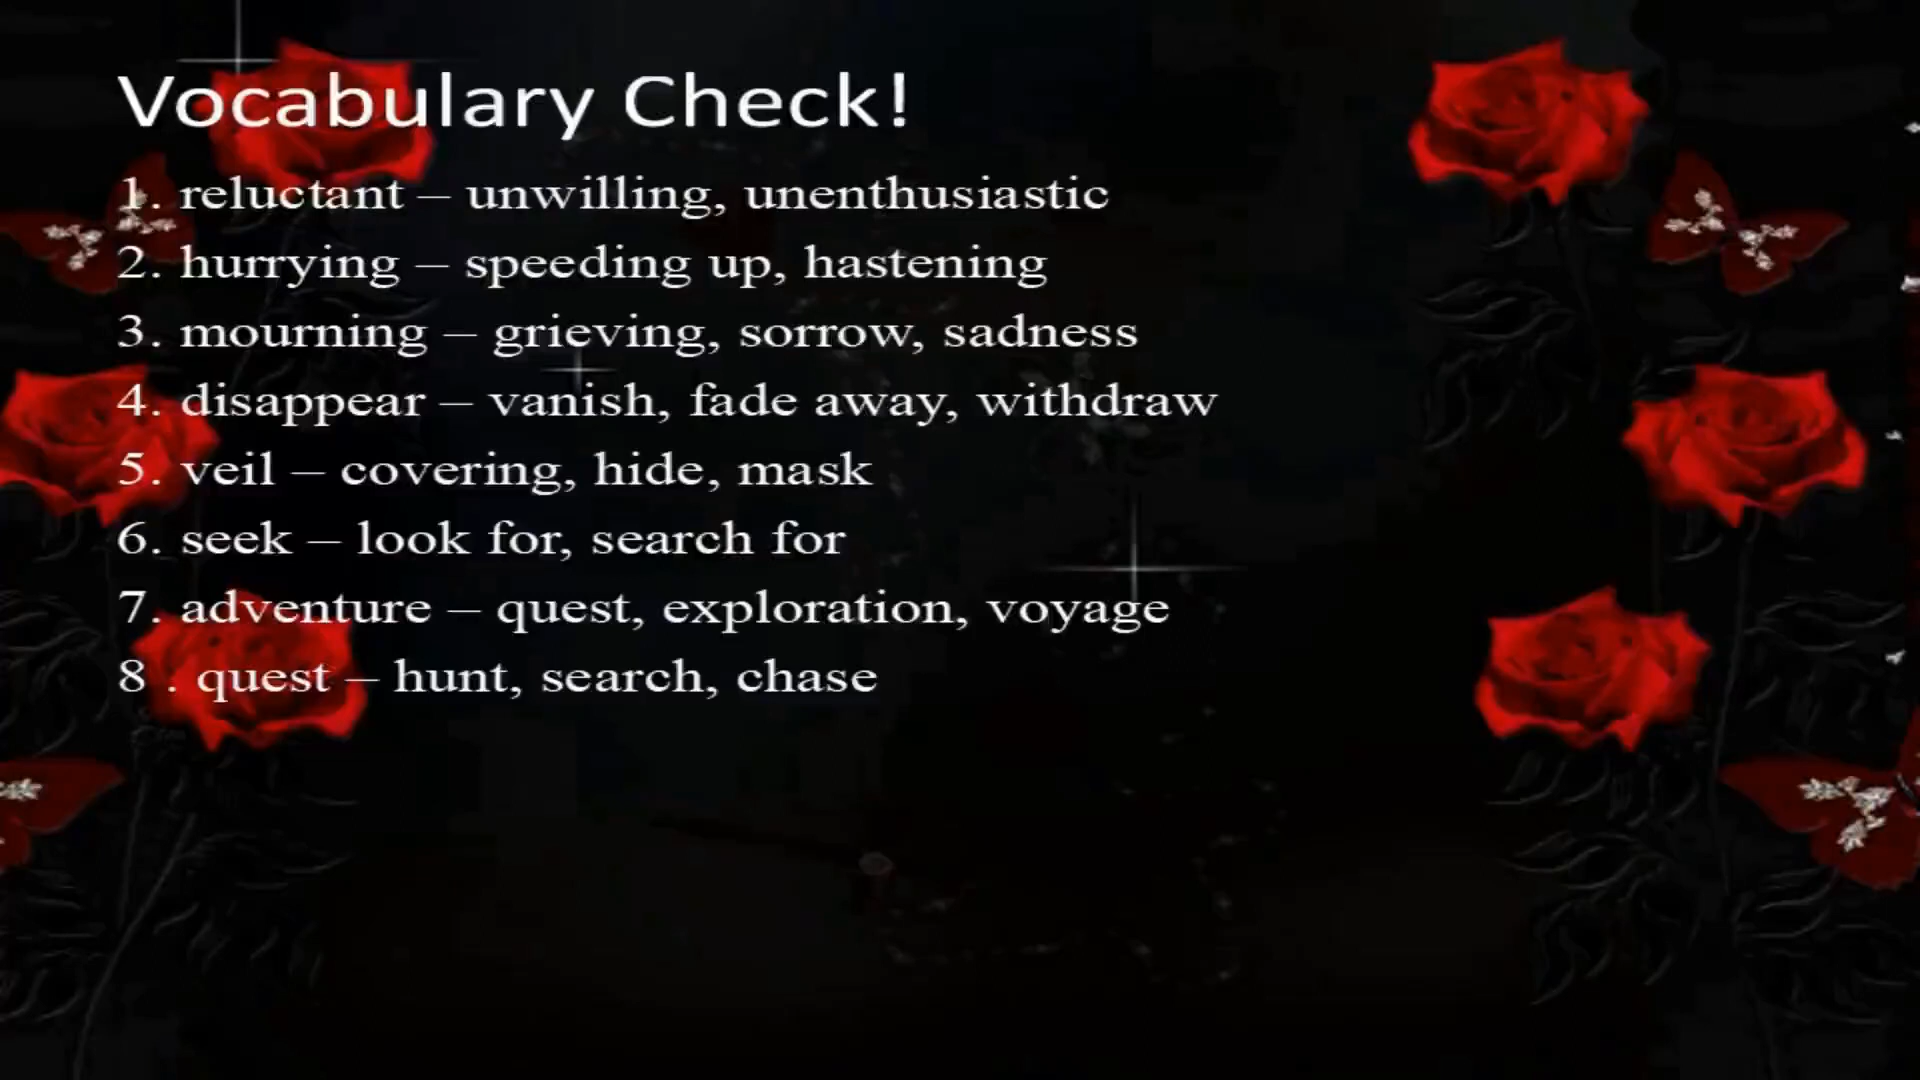 Vocabulary Check!
1. reluctant – unwilling, unenthusiastic
2. hurrying – speeding up, hastening
3. mourning – grieving, sorrow, sadness
4. disappear – vanish, fade away, withdraw
5. veil – covering, hide, mask
6. seek – look for, search for
7. adventure – quest, exploration, voyage
8 . quest – hunt, search, chase